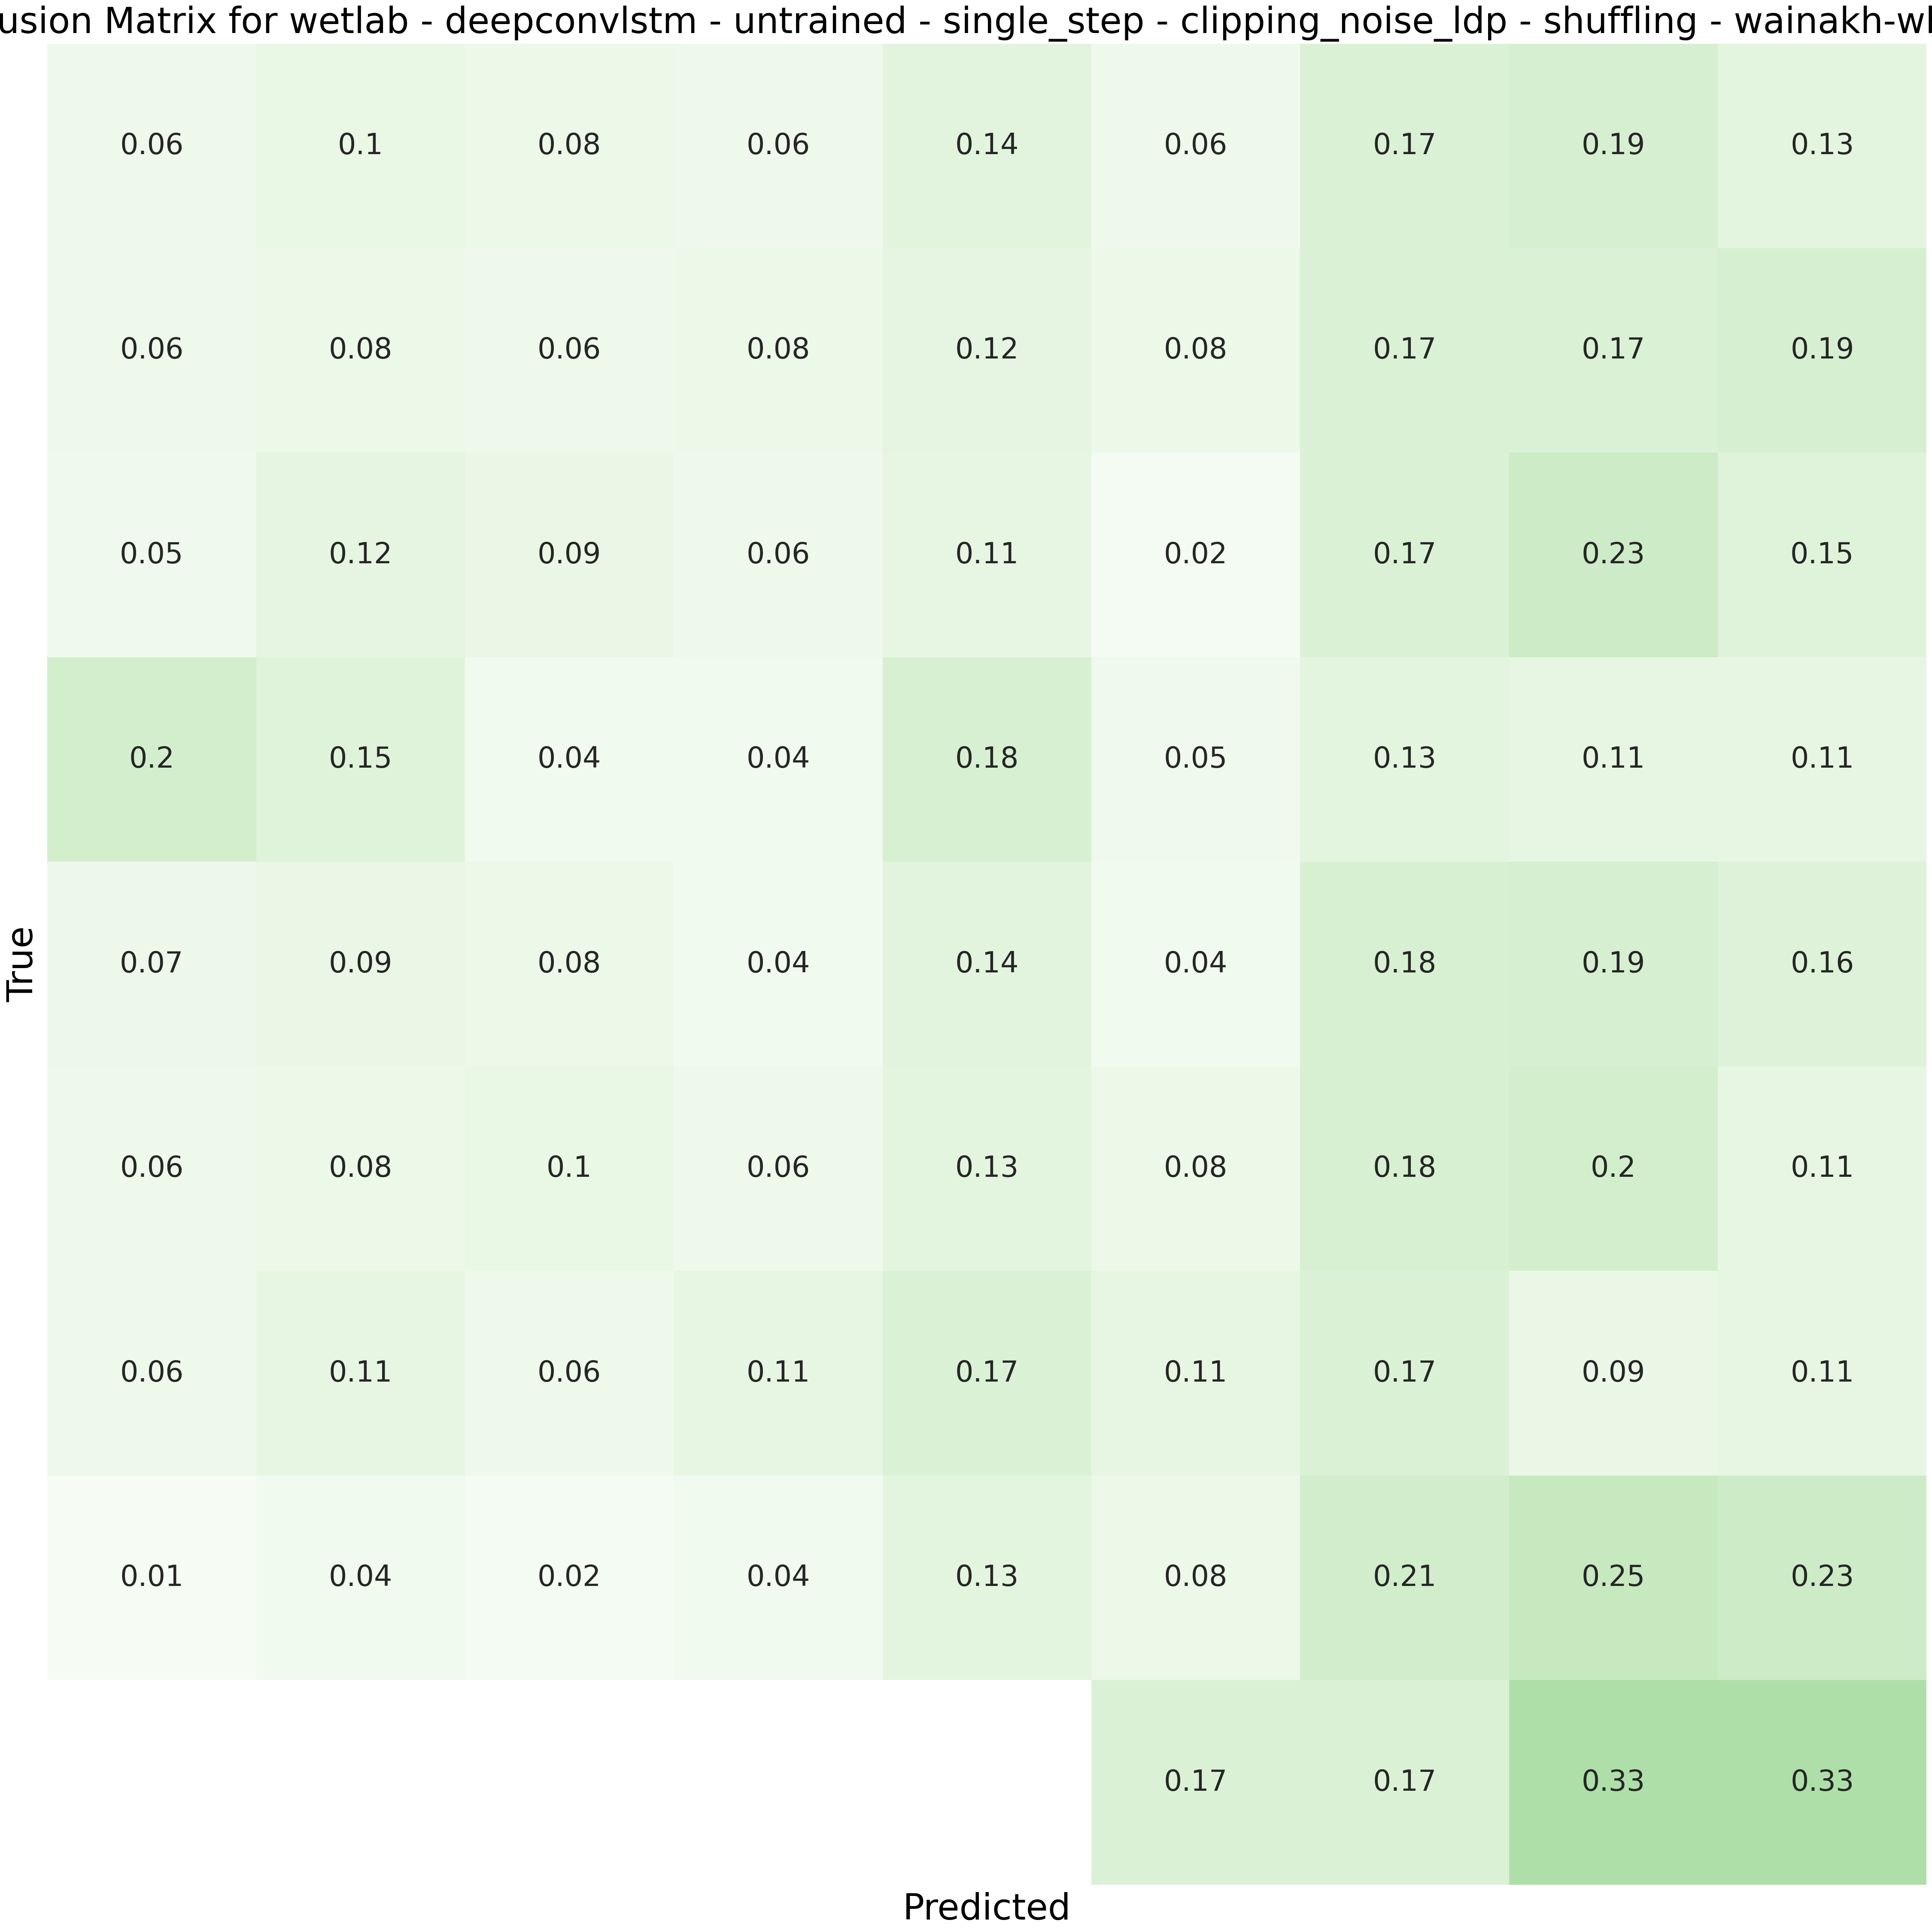 usion Matrix for wetlab - deepconvlstm - untrained - single_step - clipping_noise_ldp - shuffling - wainakh-w
0.06 0.1 0.08 0.06 0.14 0.06 0.17 0.19 0.13
0.06 0.08 0.06 0.08 0.12 0.08 0.17 0.17 0.19
0.05 0.12 0.09 0.06 0.11 0.02 0.17 0.23 0.15
0.2 0.15 0.04 0.04 0.18 0.05 0.13 0.11 0.11
0.07 0.09 0.08 0.04 0.14 0.04 0.18 0.19 0.16
True
0.06 0.08 0.1 0.06 0.13 0.08 0.18 0.2 0.11
0.06 0.11 0.06 0.11 0.17 0.11 0.17 0.09 0.11
0.01 0.04 0.02 0.04 0.13 0.08 0.21 0.25 0.23
0.17 0.17 0.33 0.33
Predicted